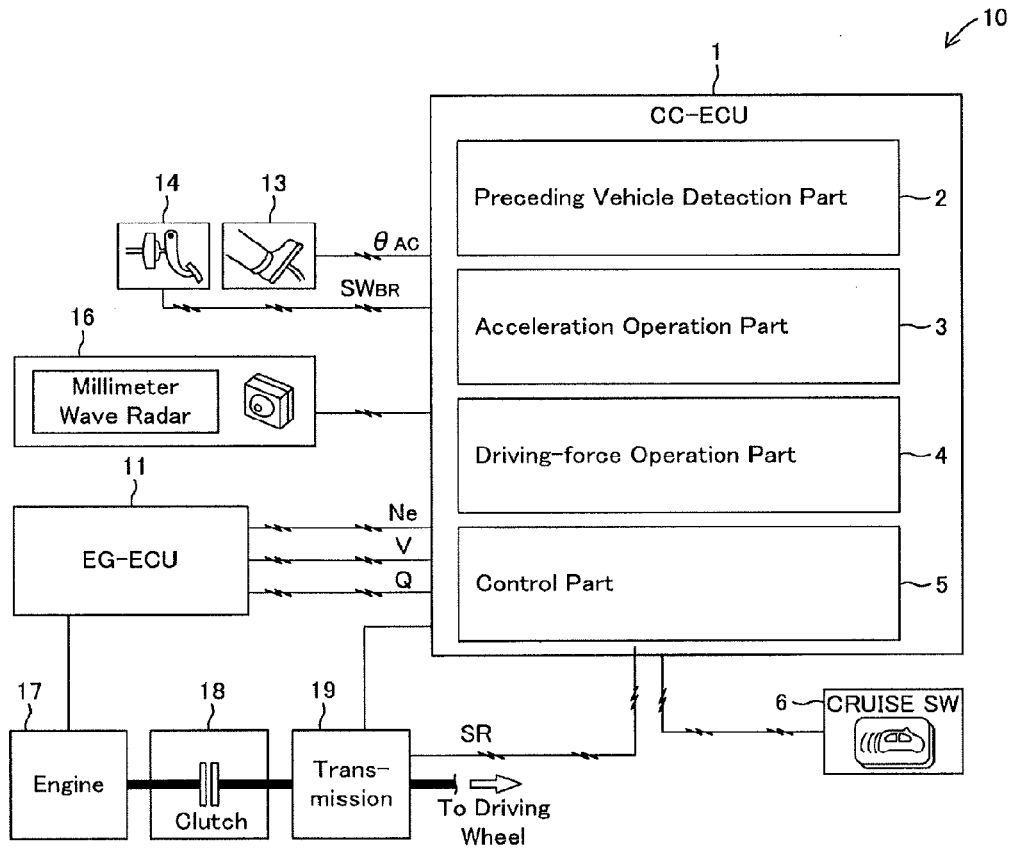 10
1
CC-ECU
Preceding Vehicle Detection Part
2
14
13
θAC
SWBR
Acceleration Operation Part
3
16
Millimeter
Wave Radar
Driving-force Operation Part
4
11
EG-ECU
Ne
V
Q
Control Part
5
17
18
19
SR
6
CRUISE SW
Engine
Clutch
Trans-
mission
To Driving
Wheel